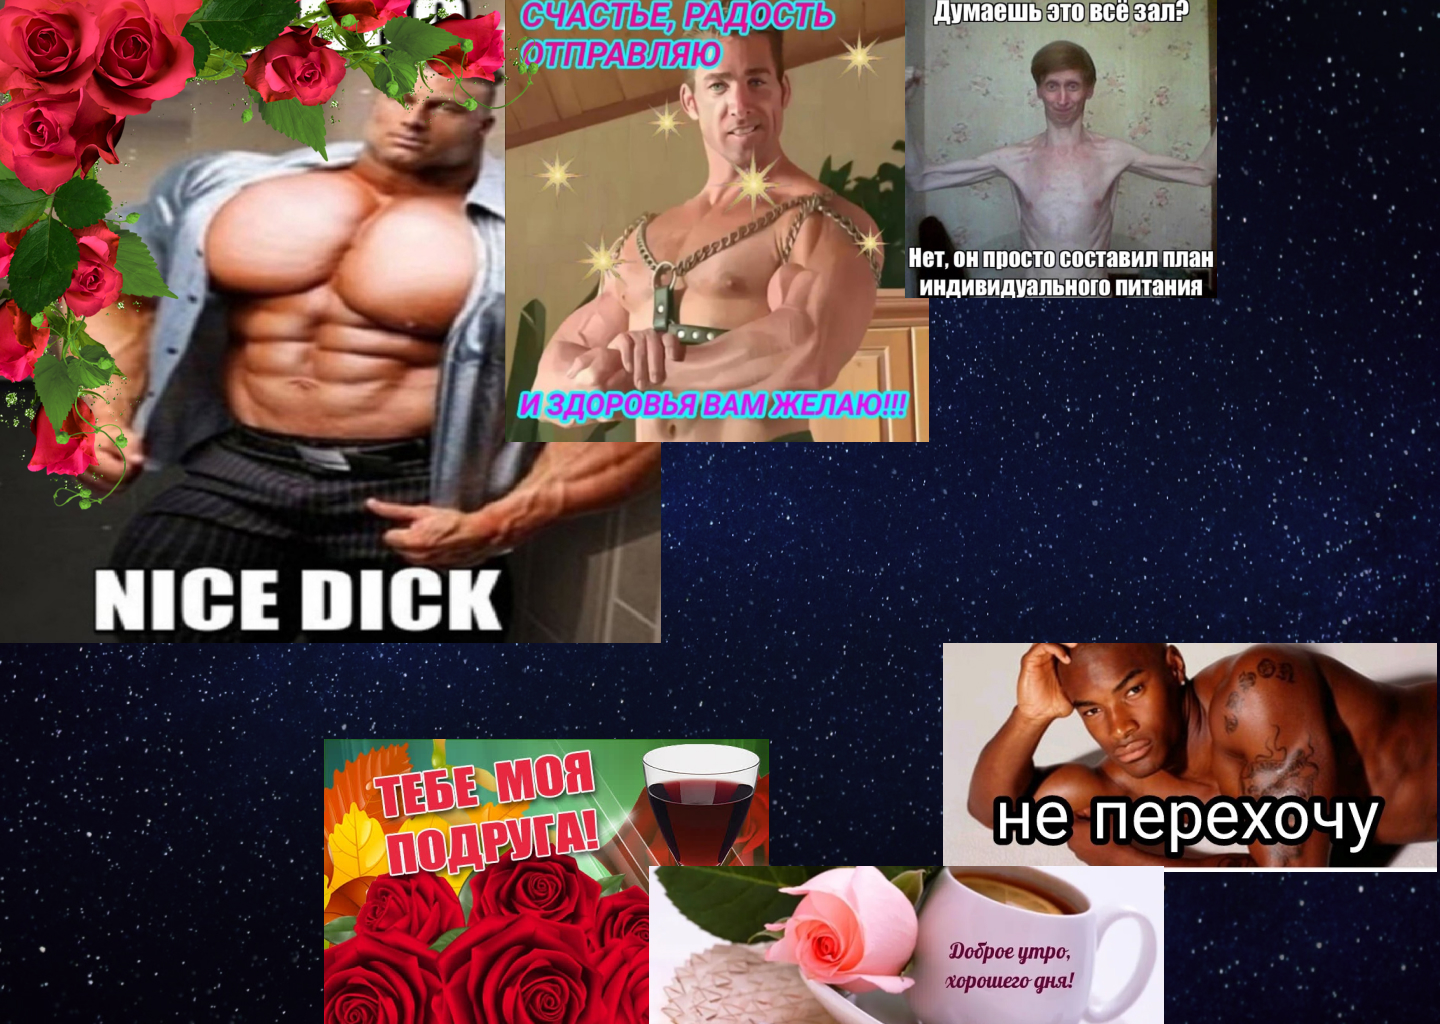 СЧАСТЬЕ, РАДОСТЬ
ОТПРАВЛЯЮ
И ЗДОРОВЬЯ ВАМ ЖЕЛАЮ!!!
Думаешь это всё зал?
Нет, он просто составил план
индивидуального питания
NICE DICK
не перехочу
ТЕБЕ МОЯ
ПОДРУГА!
Доброе утро,
хорошего дня!